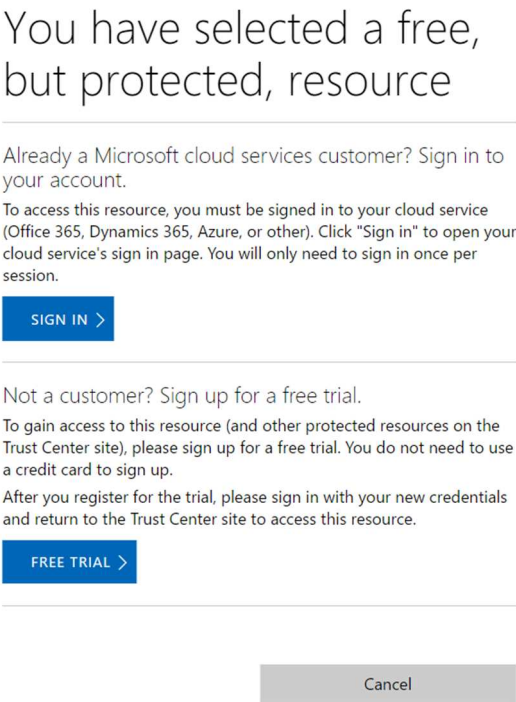 You have selected a free,
but protected, resource
Already a Microsoft cloud services customer? Sign in to
your account.
To access this resource, you must be signed in to your cloud service
(Office 365, Dynamics 365, Azure, or other). Click "Sign in" to open your
cloud service's sign in page. You will only need to sign in once per
session.
SIGN IN >
Not a customer? Sign up for a free trial.
To gain access to this resource (and other protected resources on the
Trust Center site), please sign up for a free trial. You do not need to use
a credit card to sign up.
After you register for the trial, please sign in with your new credentials
and return to the Trust Center site to access this resource.
FREE TRIAL >
Cancel